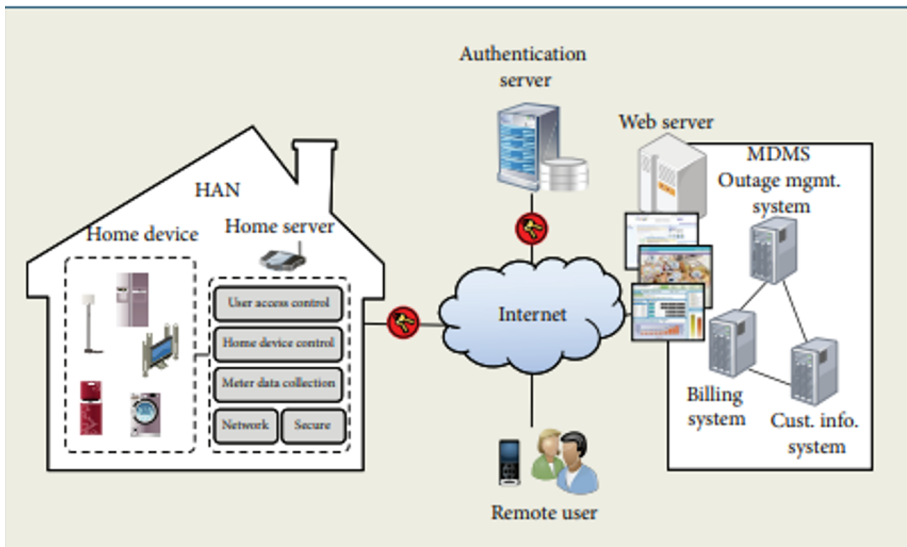 Authentication
server
Web server
MDMS
Outage mgmt.
system
HAN
Home device
Home server
User access control
Home device control
Meter data collection
Network
Secure
Internet
Billing
system
Cust. info.
system
Remote user